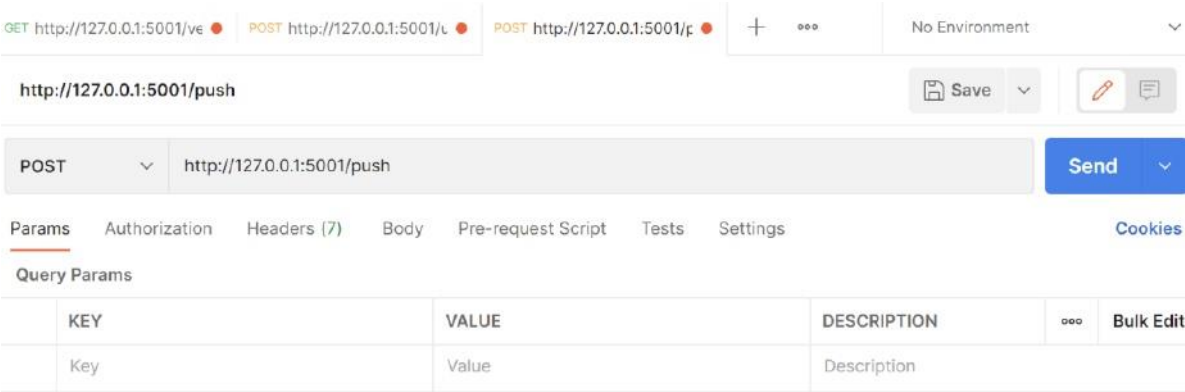 GET http://127.0.0.1:5001/ve POST http://127.0.0.1:5001/u POST http://127.0.0.1:5001/p No Environment
http://127.0.0.1:5001/push Save
POST http://127.0.0.1:5001/push Send
Params Authorization Headers (7) Body Pre-request Script Tests Settings Cookies
Query Params
KEY VALUE DESCRIPTION Bulk Edit
Key Value Description